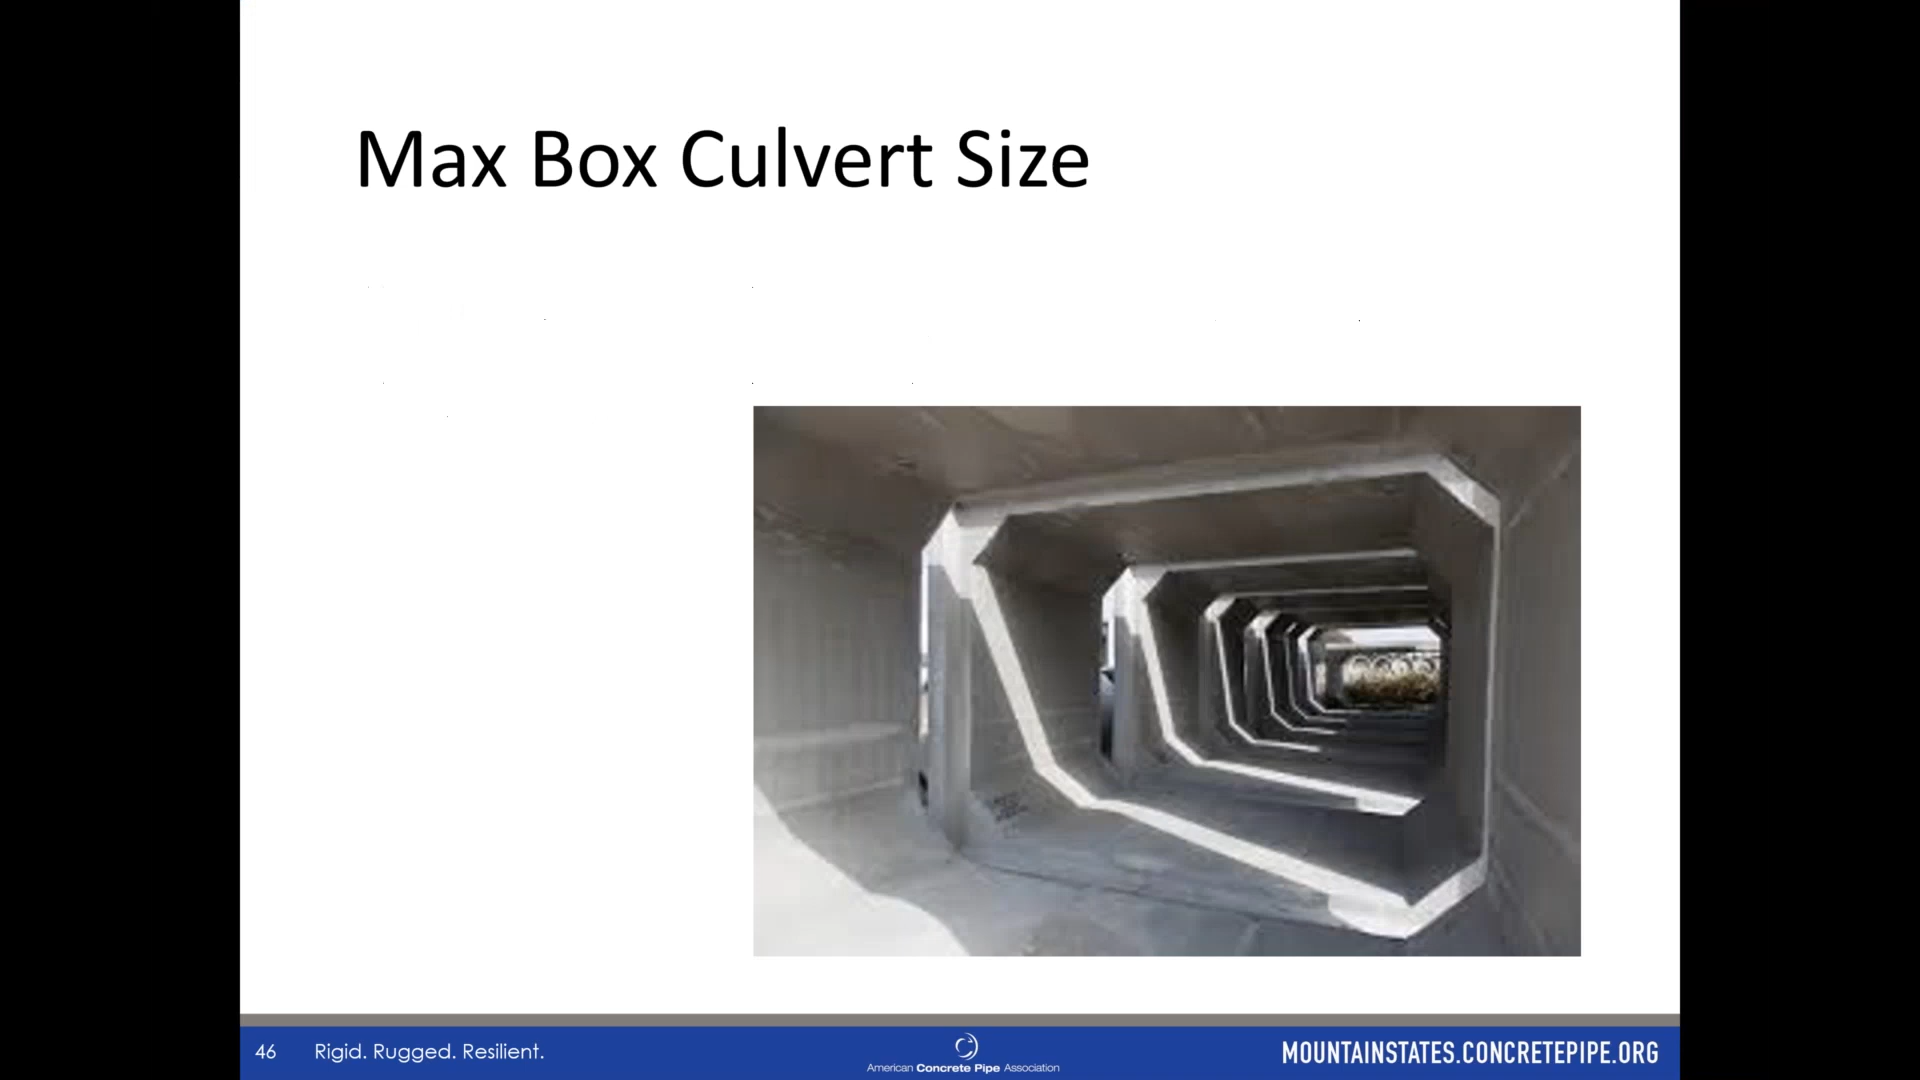 Max Box Culvert Size
46 Rigid. Rugged. Resilient.
American Concrete Pipe Association
MOUNTAINSTATES.CONCRETEPIPE.ORG